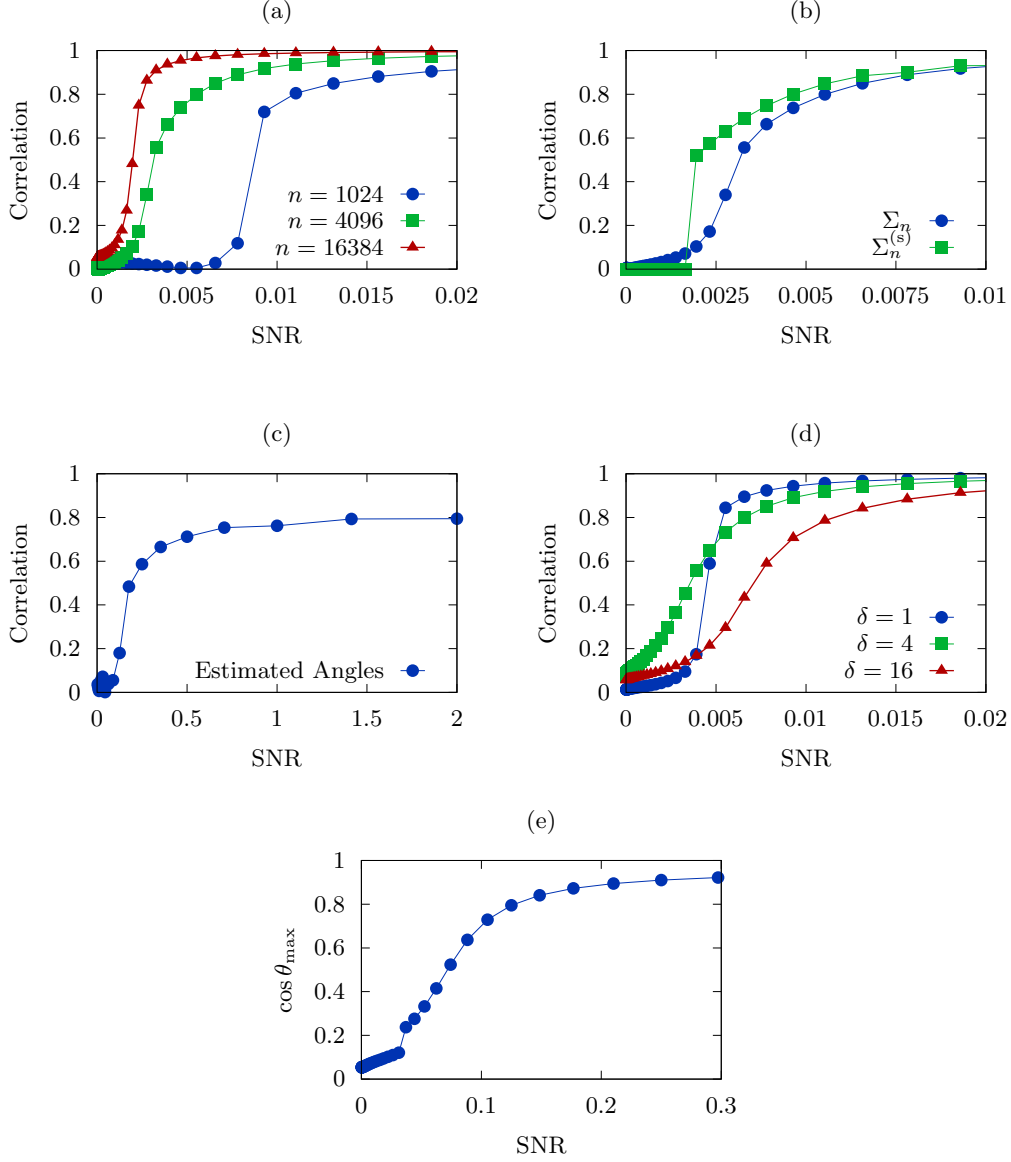 (a)
1
0.8
0.6
0.4
0.2
0
Correlation
n = 1024
n = 4096
n = 16384
0 0.005 0.01 0.015 0.02
SNR
(b)
1
0.8
0.6
0.4
0.2
0
Correlation
Σₙ
Σₙ⁽ˢ⁾
0 0.0025 0.005 0.0075 0.01
SNR
(c)
1
0.8
0.6
0.4
0.2
0
Correlation
Estimated Angles
0 0.5 1 1.5 2
SNR
(d)
1
0.8
0.6
0.4
0.2
0
Correlation
δ = 1
δ = 4
δ = 16
0 0.005 0.01 0.015 0.02
SNR
(e)
1
0.8
0.6
0.4
0.2
0
cos θmax
0 0.1 0.2 0.3
SNR